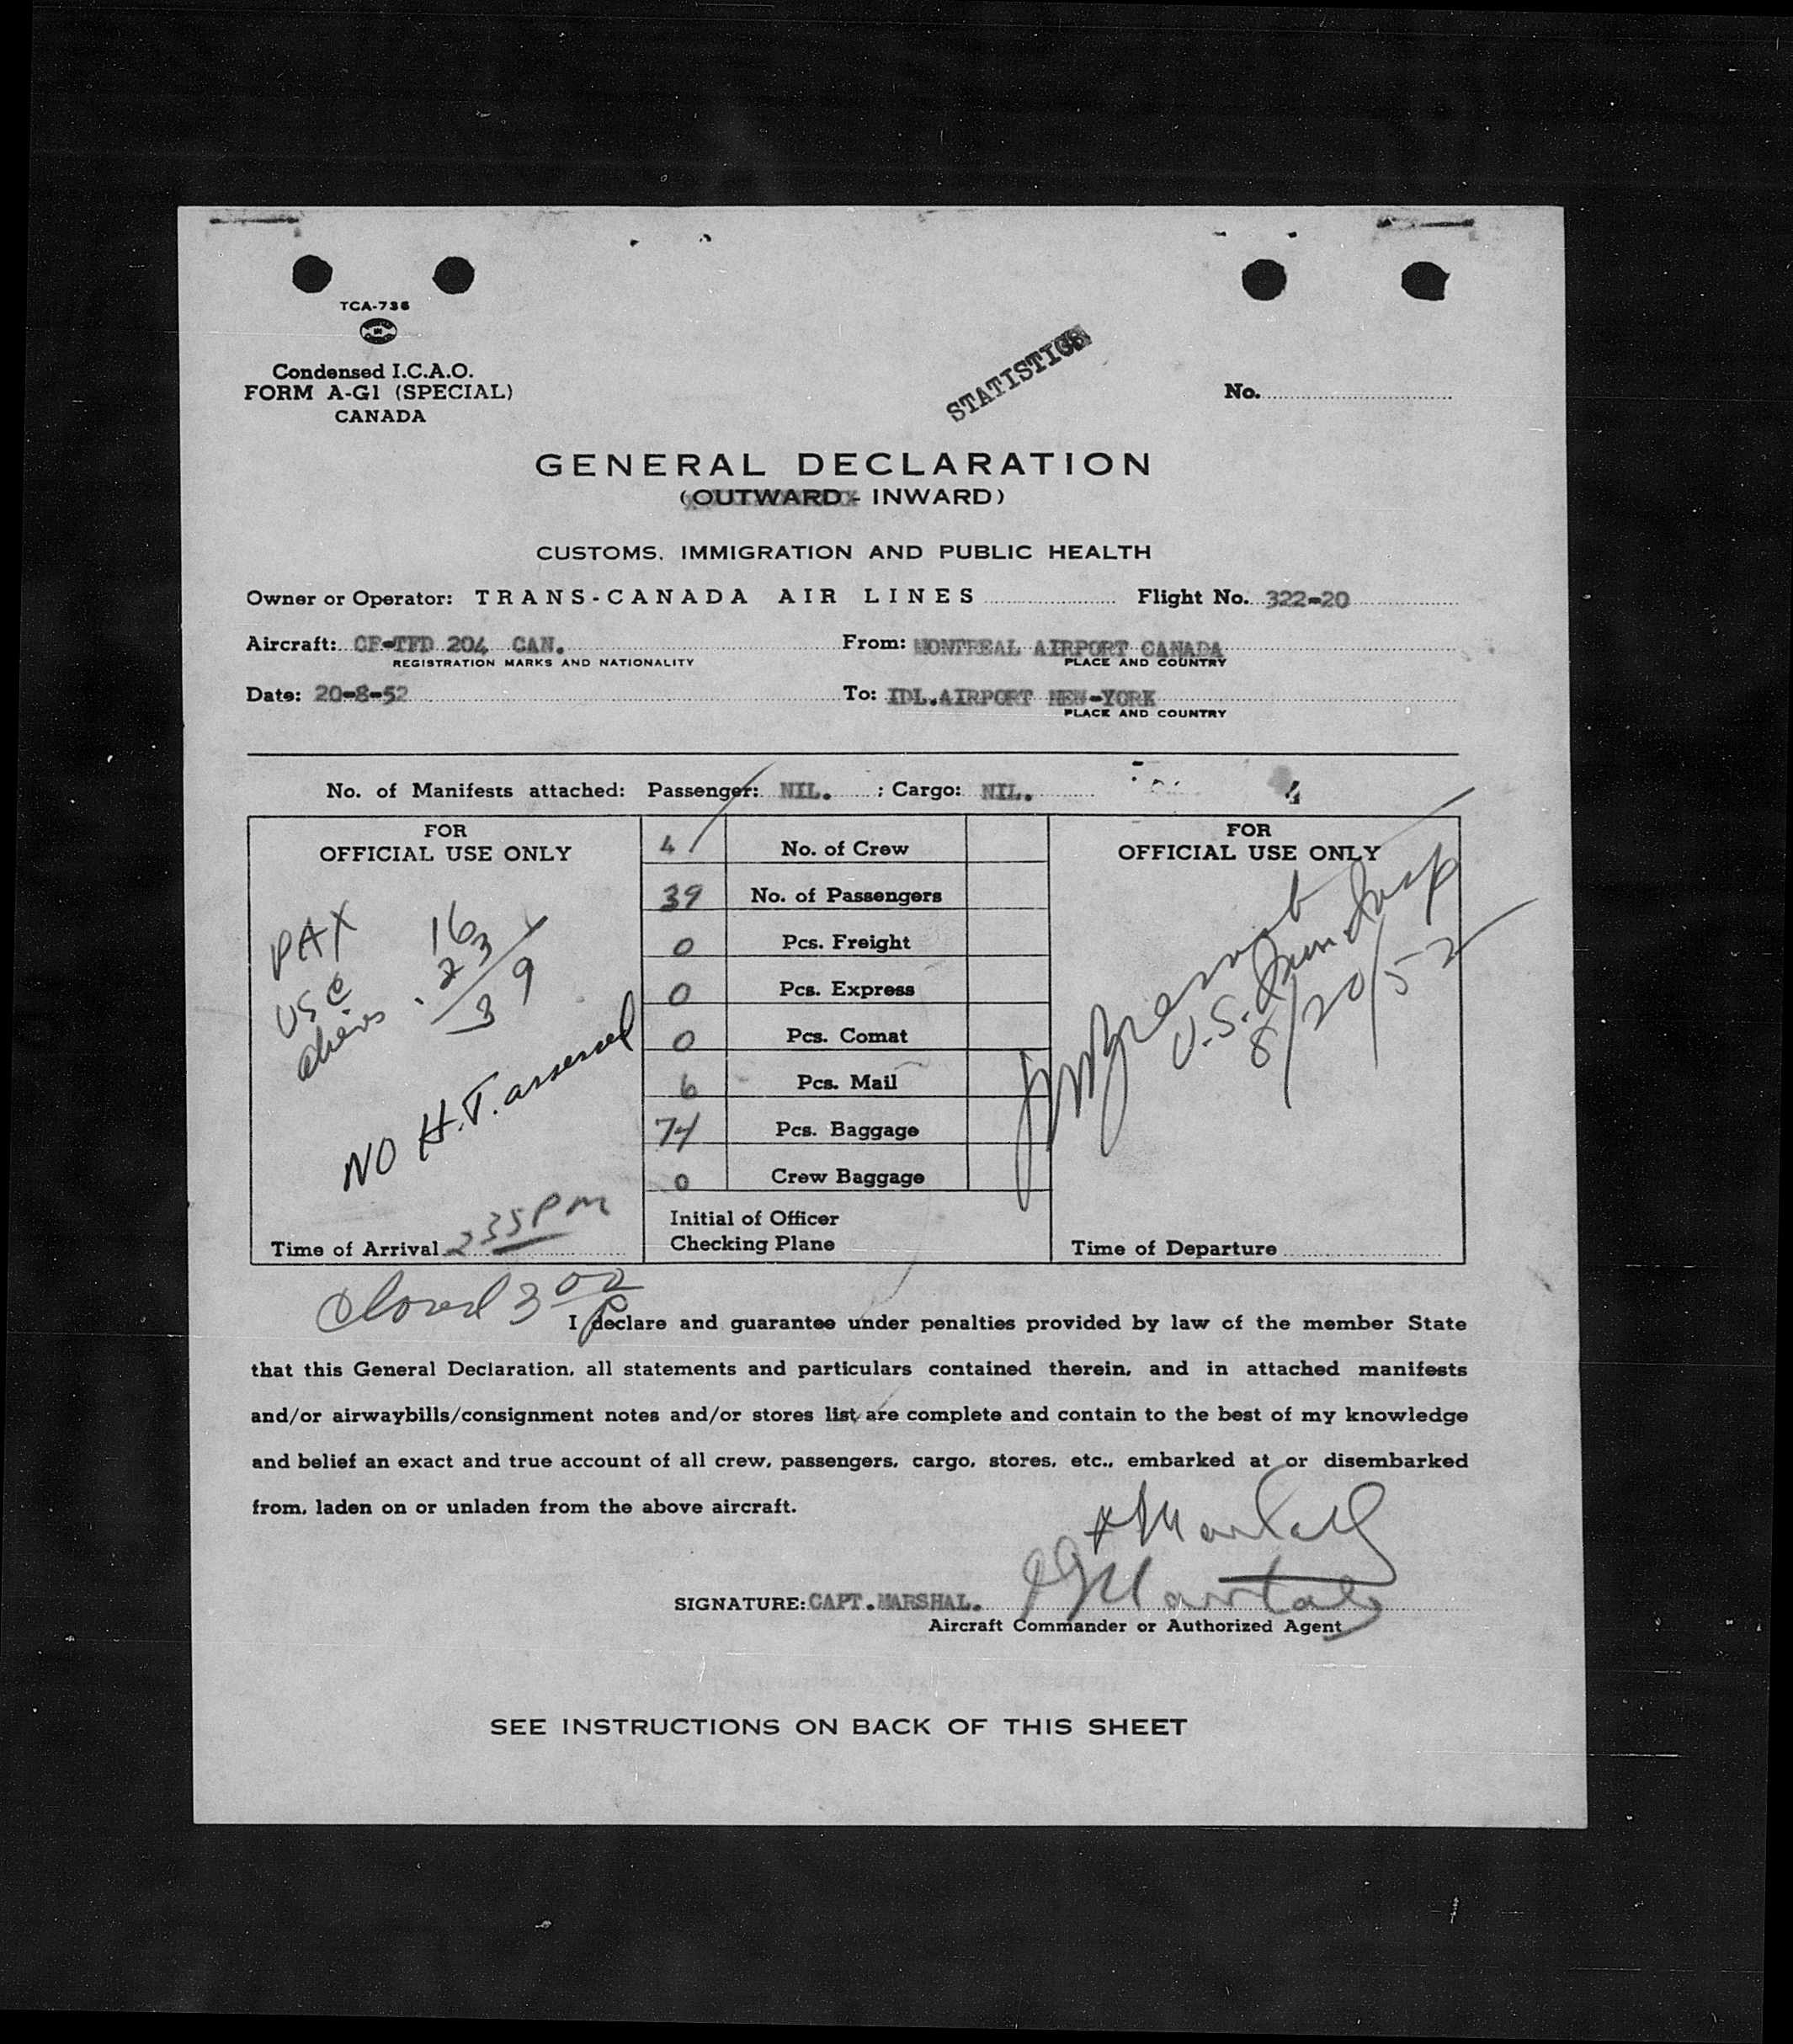 TCA-736
Condensed I.C.A.O.
FORM A-G1 (SPECIAL)
CANADA
STATISTICS
No.
GENERAL DECLARATION
(OUTWARD - INWARD)
CUSTOMS, IMMIGRATION AND PUBLIC HEALTH
Owner or Operator: TRANS-CANADA AIR LINES Flight No. 322-20
Aircraft: CF-TFD 204 CAN. From: MONTREAL AIRPORT CANADA
REGISTRATION MARKS AND NATIONALITY PLACE AND COUNTRY
Date: 20-8-52 To: IDL.AIRPORT NEW-YORK
PLACE AND COUNTRY
No. of Manifests attached: Passenger: NIL. ; Cargo: NIL. 4
FOR
OFFICIAL USE ONLY
PAX
USC 16
Aliens 23
39
NO H.T. assessed
Time of Arrival 235 PM
4 No. of Crew
39 No. of Passengers
0 Pcs. Freight
0 Pcs. Express
0 Pcs. Comat
6 Pcs. Mail
74 Pcs. Baggage
0 Crew Baggage
Initial of Officer
Checking Plane
FOR
OFFICIAL USE ONLY
U.S. Imm Insp
8/20/52
Time of Departure
Closed 3 00 P
I declare and guarantee under penalties provided by law of the member State
that this General Declaration, all statements and particulars contained therein, and in attached manifests
and/or airwaybills/consignment notes and/or stores list, are complete and contain to the best of my knowledge
and belief an exact and true account of all crew, passengers, cargo, stores, etc., embarked at or disembarked
from, laden on or unladen from the above aircraft.
SIGNATURE: CAPT. MARSHAL.
Aircraft Commander or Authorized Agent
SEE INSTRUCTIONS ON BACK OF THIS SHEET